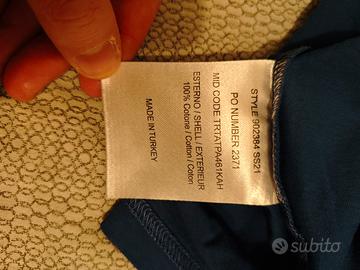 STYLE 902384 SS21
PO NUMBER 2371
MID CODE TRTATPA461KAH
ESTERNO / SHELL / EXTERIEUR
100% Cotone / Cotton / Coton
MADE IN TURKEY
subito